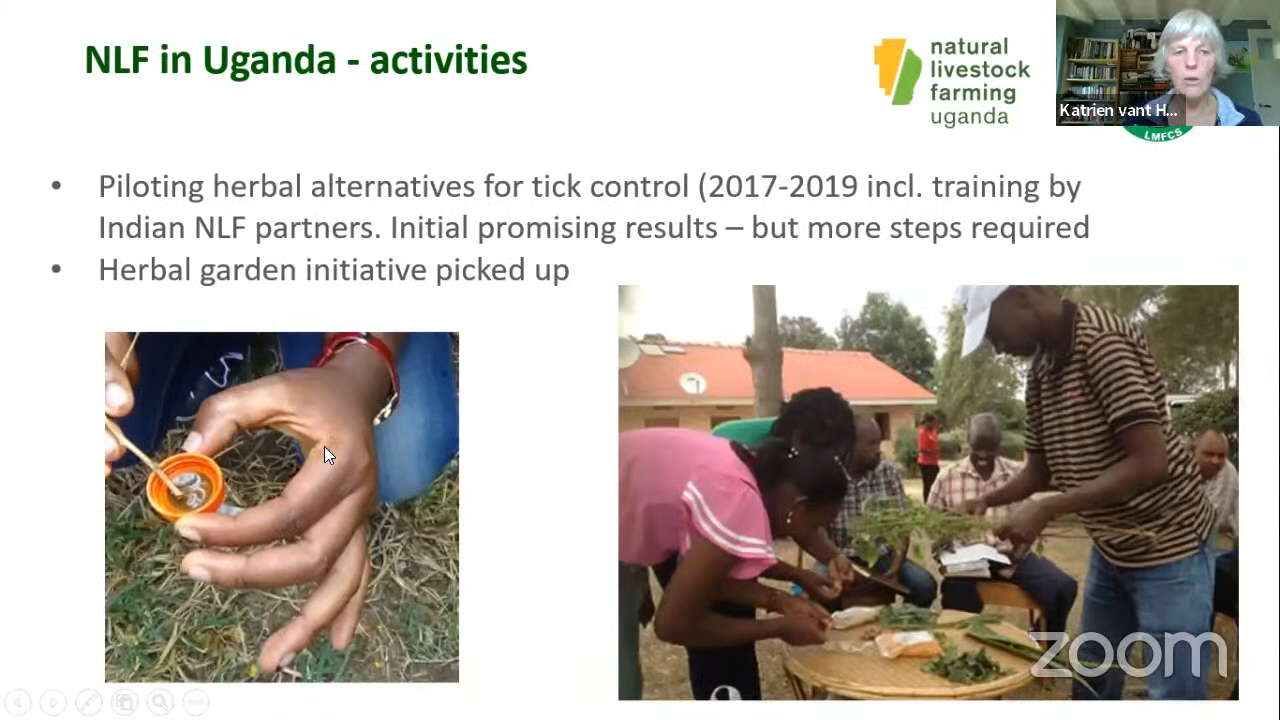 NLF in Uganda - activities
natural
livestock
farming
uganda
Katrien vant H...
LMFCS
• Piloting herbal alternatives for tick control (2017-2019 incl. training by
Indian NLF partners. Initial promising results – but more steps required
• Herbal garden initiative picked up
zoom